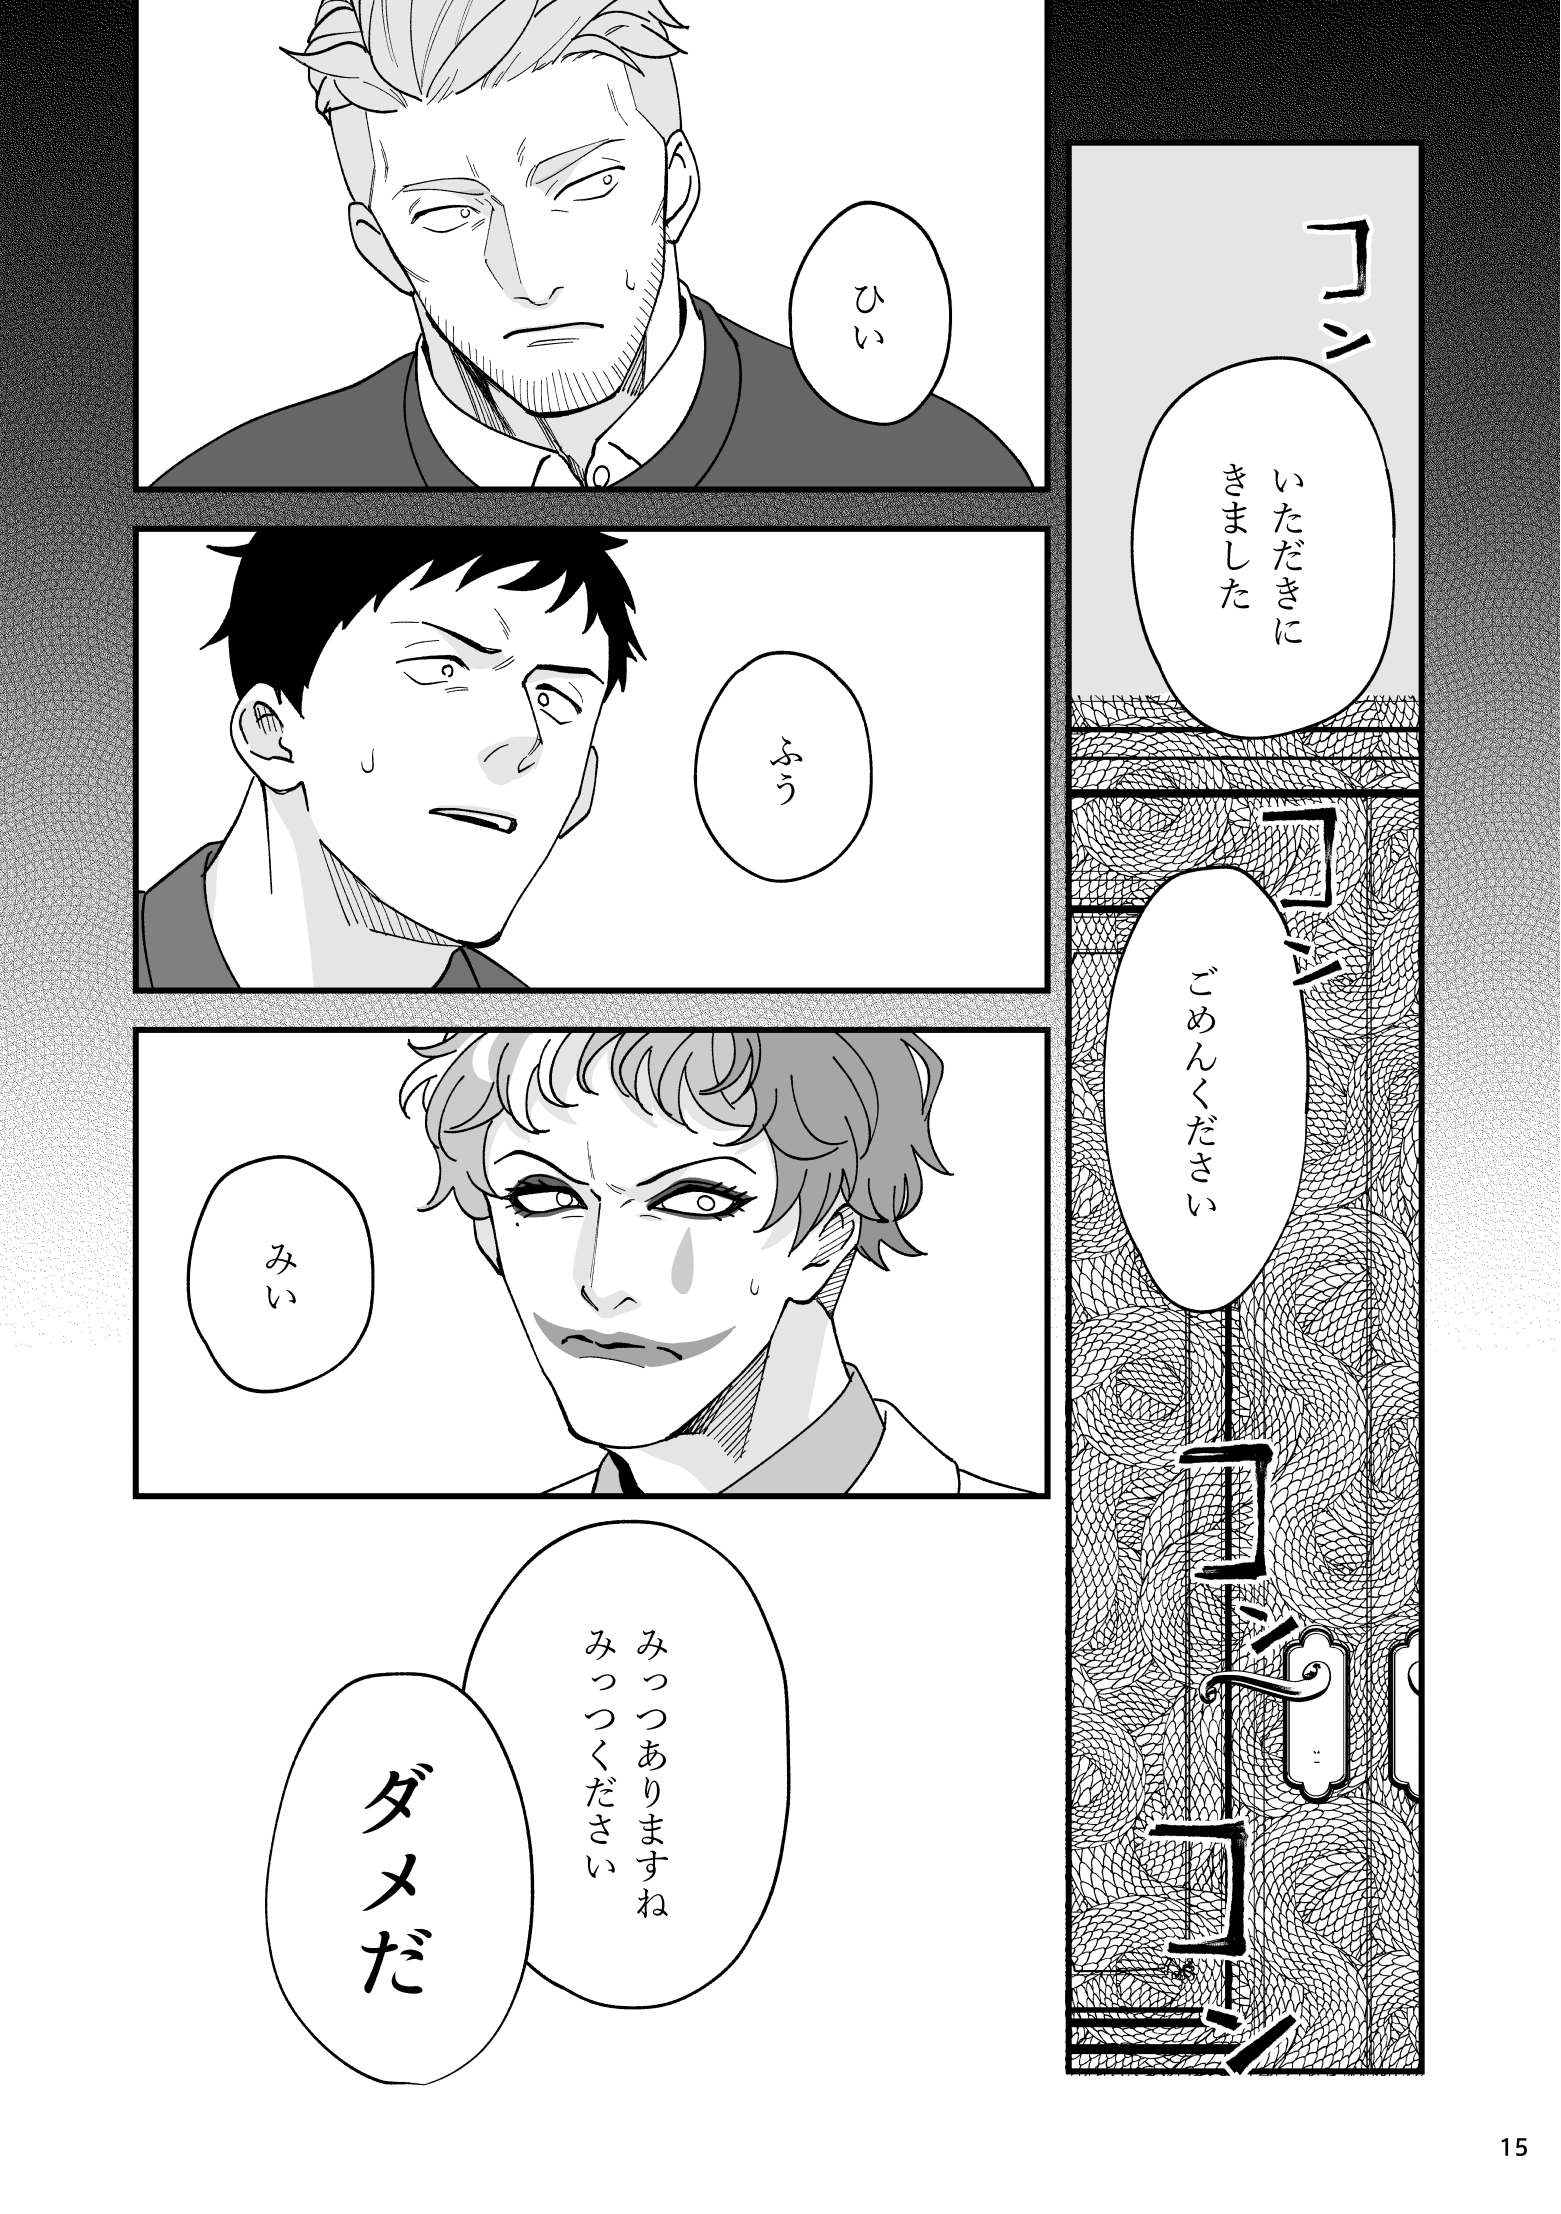 コン
いただきに
きました
コン
ごめんください
コン
コン
ひい
ふう
みい
みっつありますね
みっつください
ダメだ
15